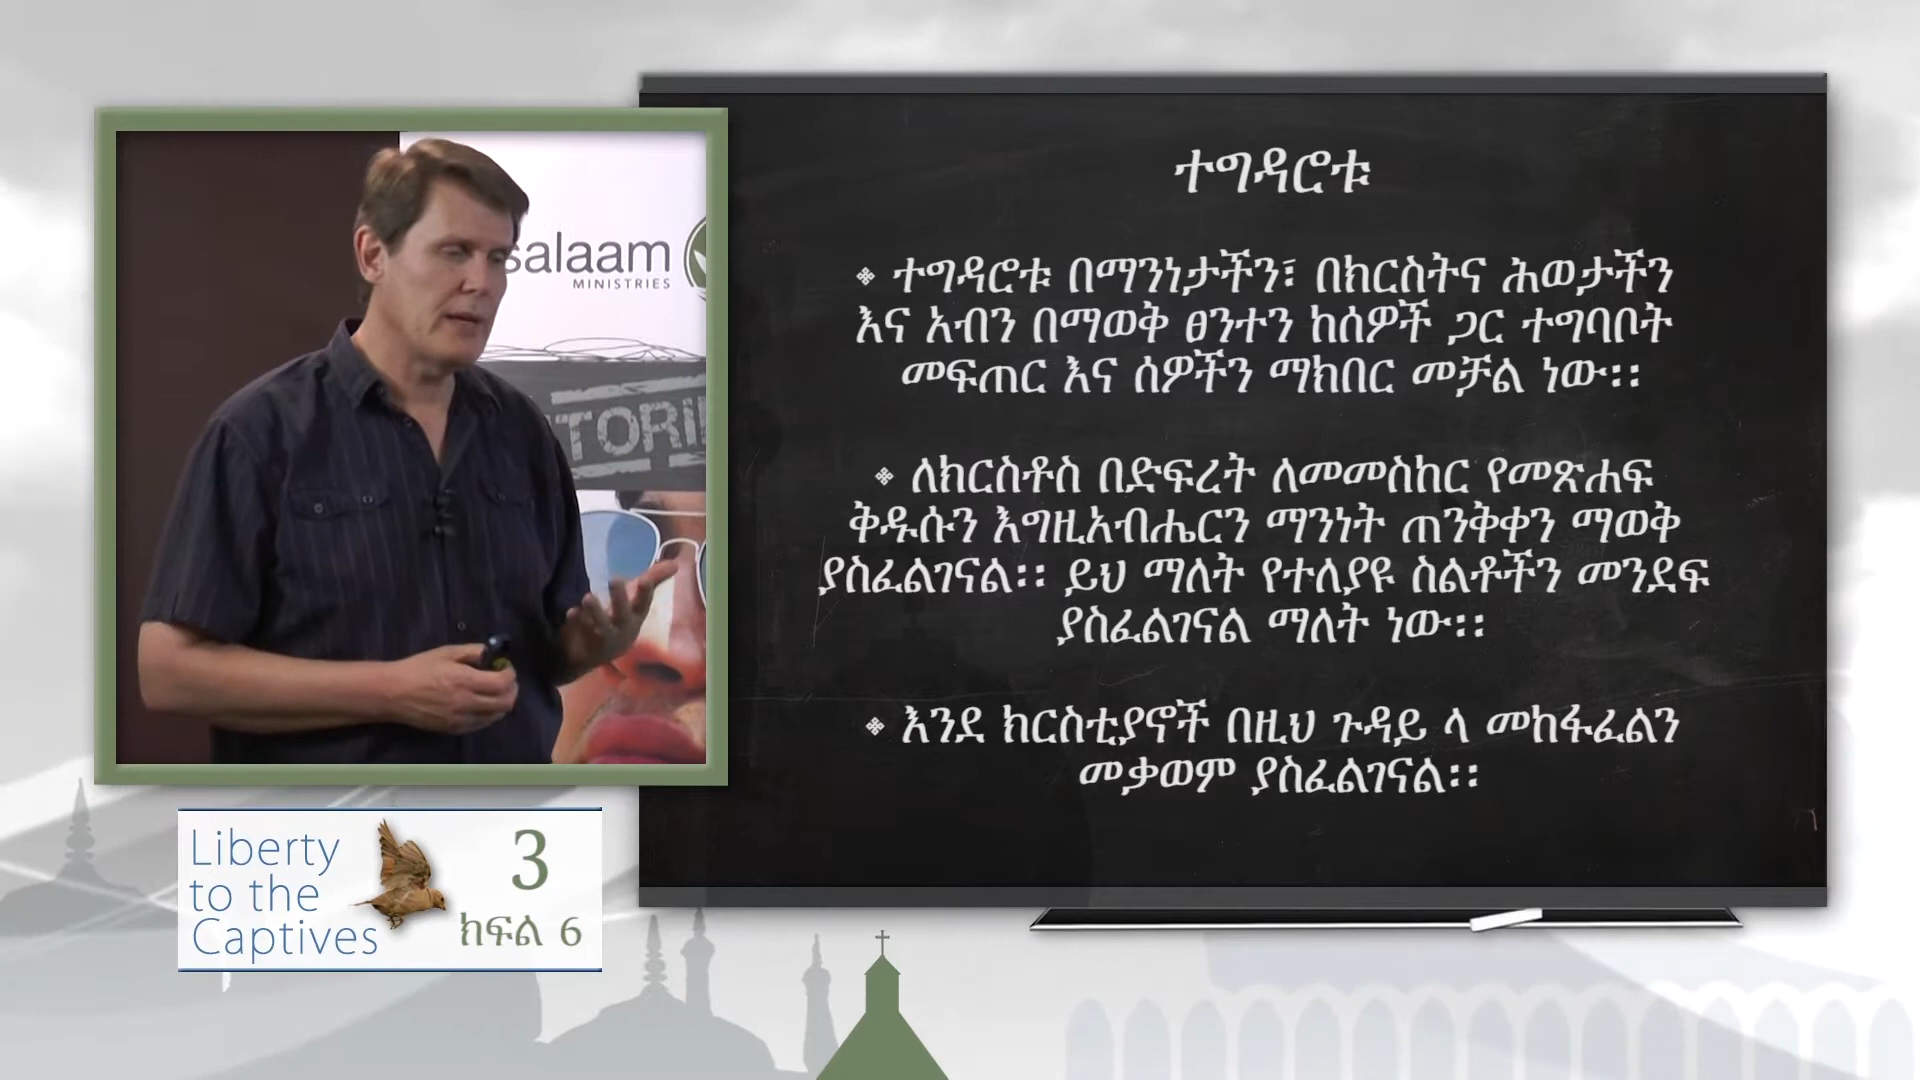 salaam
MINISTRIES
TORI
Liberty
to the
Captives
3
ክፍል 6
ተግዳሮቱ
❖ ተግዳሮቱ በማንነታችን፣ በክርስትና ሕወታችን
እና አብን በማወቅ ፀንተን ከሰዎች ጋር ተግባቦት
መፍጠር እና ሰዎችን ማክበር መቻል ነው፡፡
❖ ለክርስቶስ በድፍረት ለመመስከር የመጽሐፍ
ቅዱሱን እግዚአብሔርን ማንነት ጠንቅቀን ማወቅ
ያስፈልገናል፡፡ ይህ ማለት የተለያዩ ስልቶችን መንደፍ
ያስፈልገናል ማለት ነው፡፡
❖ እንደ ክርስቲያኖች በዚህ ጉዳይ ላ መከፋፈልን
መቃወም ያስፈልገናል፡፡